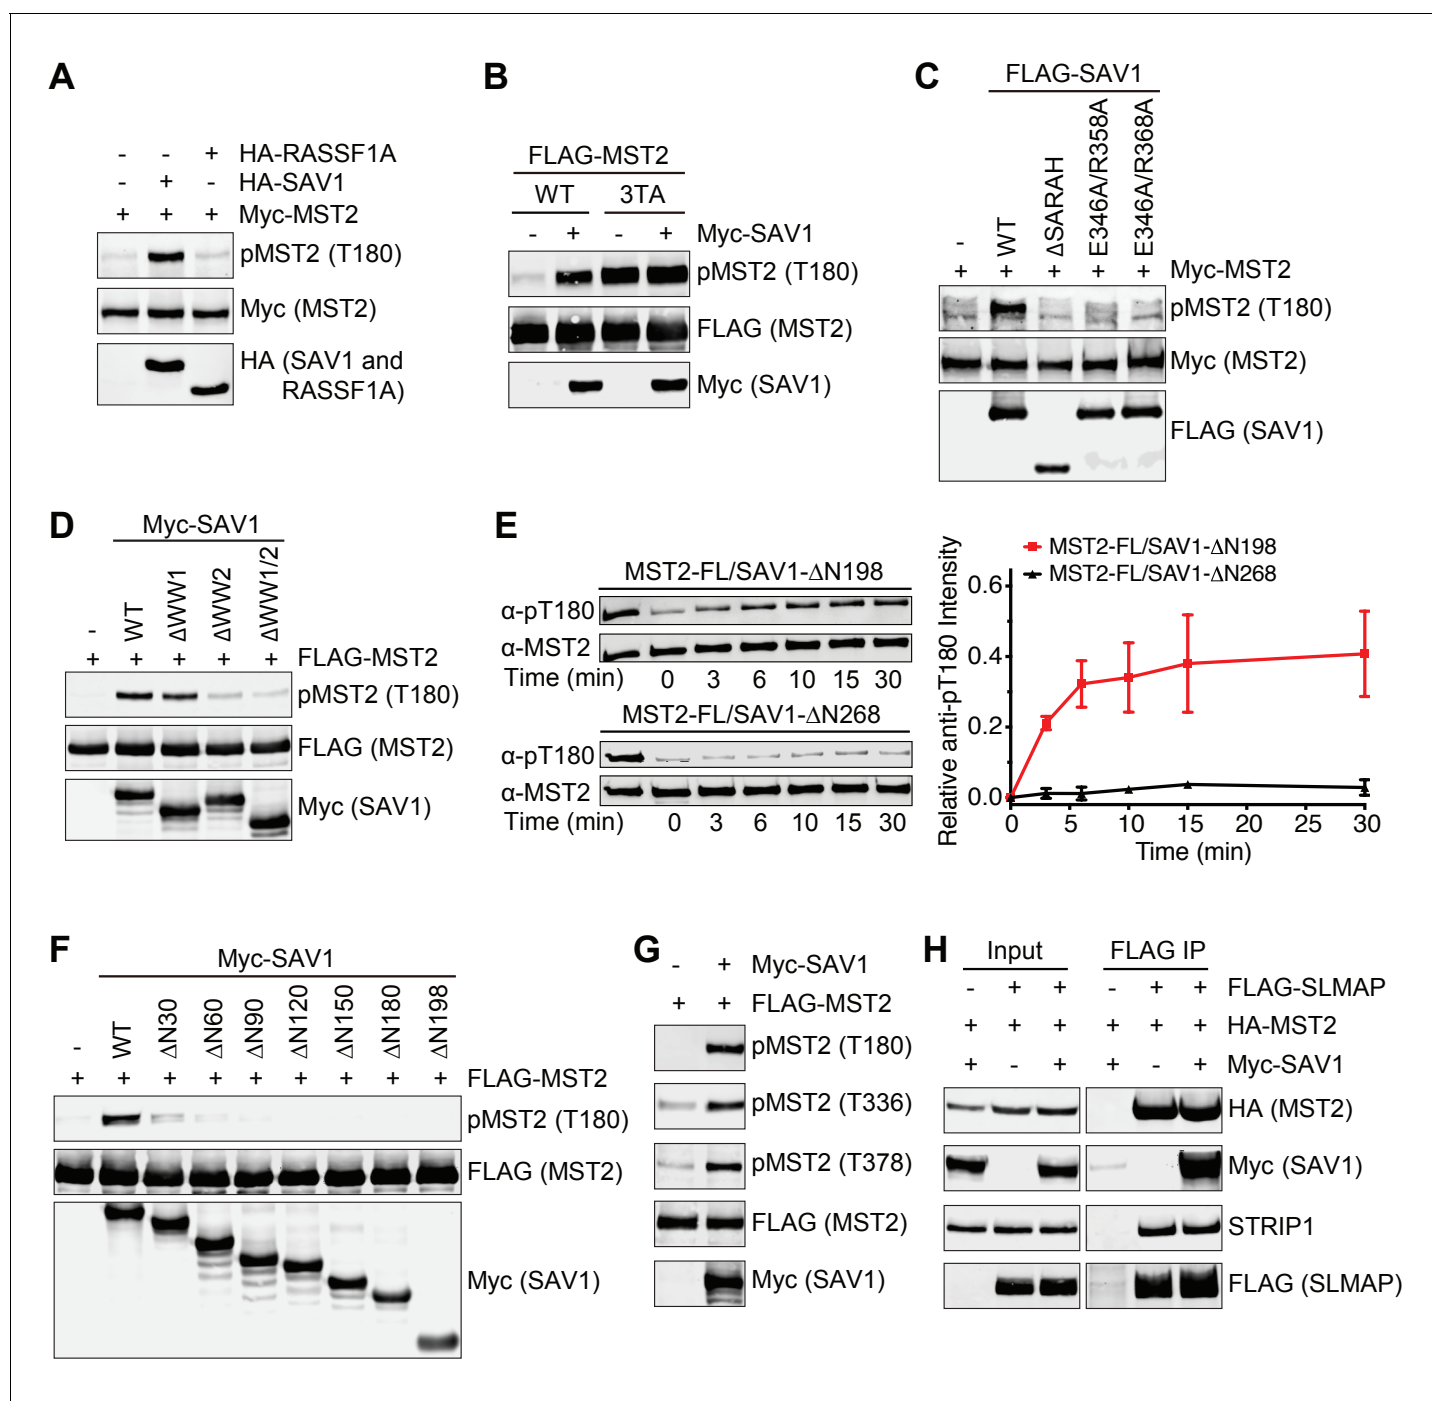 A
- - + HA-RASSF1A
- + - HA-SAV1
+ + + Myc-MST2
pMST2 (T180)
Myc (MST2)
HA (SAV1 and
RASSF1A)
B
FLAG-MST2
WT 3TA
- + - + Myc-SAV1
pMST2 (T180)
FLAG (MST2)
Myc (SAV1)
C
FLAG-SAV1
- WT ΔSARAH E346A/R358A E346A/R368A
+ + + + + Myc-MST2
pMST2 (T180)
Myc (MST2)
FLAG (SAV1)
D
Myc-SAV1
- WT ΔWW1 ΔWW2 ΔWW1/2
+ + + + + FLAG-MST2
pMST2 (T180)
FLAG (MST2)
Myc (SAV1)
E
MST2-FL/SAV1-ΔN198
α-pT180
α-MST2
Time (min) 0 3 6 10 15 30
MST2-FL/SAV1-ΔN268
α-pT180
α-MST2
Time (min) 0 3 6 10 15 30
MST2-FL/SAV1-ΔN198
MST2-FL/SAV1-ΔN268
Relative anti-pT180 Intensity
0.6
0.4
0.2
0.0
0 5 10 15 20 25 30
Time (min)
F
Myc-SAV1
- WT ΔN30 ΔN60 ΔN90 ΔN120 ΔN150 ΔN180 ΔN198
+ + + + + + + + + FLAG-MST2
pMST2 (T180)
FLAG (MST2)
Myc (SAV1)
G
- + Myc-SAV1
+ + FLAG-MST2
pMST2 (T180)
pMST2 (T336)
pMST2 (T378)
FLAG (MST2)
Myc (SAV1)
H
Input FLAG IP
- + + - + + FLAG-SLMAP
+ + + + + + HA-MST2
+ - + + - + Myc-SAV1
HA (MST2)
Myc (SAV1)
STRIP1
FLAG (SLMAP)